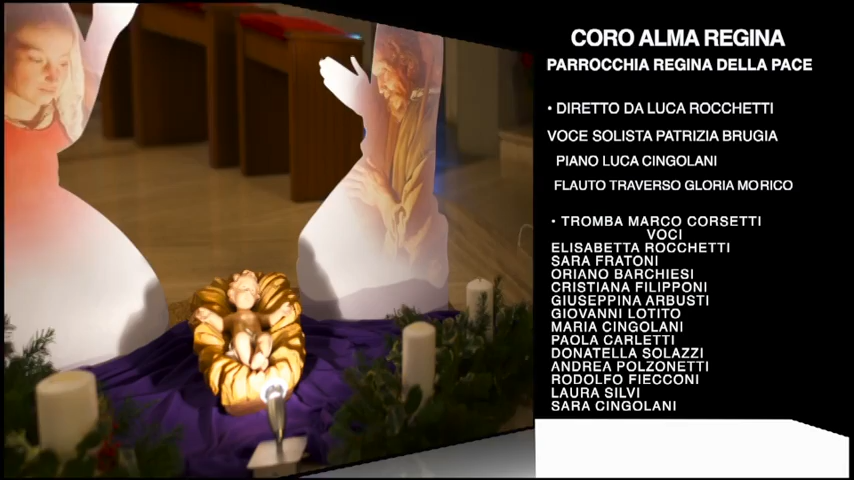 CORO ALMA REGINA
PARROCCHIA REGINA DELLA PACE
• DIRETTO DA LUCA ROCCHETTI
VOCE SOLISTA PATRIZIA BRUGIA
PIANO LUCA CINGOLANI
FLAUTO TRAVERSO GLORIA MORICO
• TROMBA MARCO CORSETTI
VOCI
ELISABETTA ROCCHETTI
SARA FRATONI
ORIANO BARCHIESI
CRISTIANA FILIPPONI
GIUSEPPINA ARBUSTI
GIOVANNI LOTITO
MARIA CINGOLANI
PAOLA CARLETTI
DONATELLA SOLAZZI
ANDREA POLZONETTI
RODOLFO FIECCONI
LAURA SILVI
SARA CINGOLANI